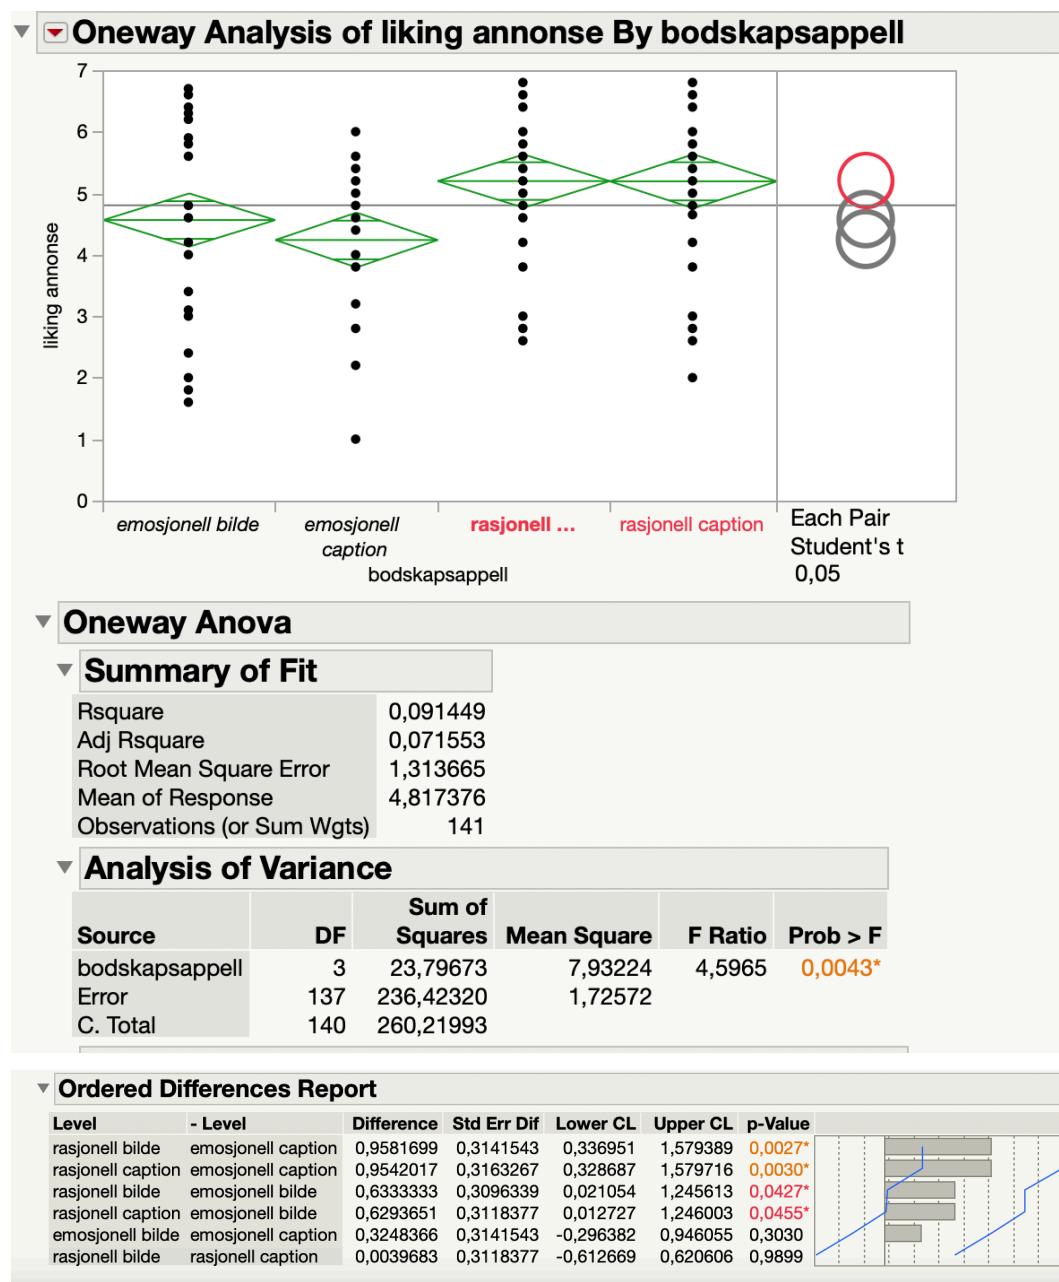 Oneway Analysis of liking annonse By bodskapsappell
7
6
5
4
3
2
1
0
liking annonse
emosjonell bilde
emosjonell caption
rasjonell ...
rasjonell caption
Each Pair
Student's t
0,05
bodskapsappell
Oneway Anova
Summary of Fit
Rsquare 0,091449
Adj Rsquare 0,071553
Root Mean Square Error 1,313665
Mean of Response 4,817376
Observations (or Sum Wgts) 141
Analysis of Variance
Source DF Sum of Squares Mean Square F Ratio Prob > F
bodskapsappell 3 23,79673 7,93224 4,5965 0,0043*
Error 137 236,42320 1,72572
C. Total 140 260,21993
Ordered Differences Report
Level - Level Difference Std Err Dif Lower CL Upper CL p-Value
rasjonell bilde emosjonell caption 0,9581699 0,3141543 0,336951 1,579389 0,0027*
rasjonell caption emosjonell caption 0,9542017 0,3163267 0,328687 1,579716 0,0030*
rasjonell bilde emosjonell bilde 0,6333333 0,3096339 0,021054 1,245613 0,0427*
rasjonell caption emosjonell bilde 0,6293651 0,3118377 0,012727 1,246003 0,0455*
emosjonell bilde emosjonell caption 0,3248366 0,3141543 -0,296382 0,946055 0,3030
rasjonell bilde rasjonell caption 0,0039683 0,3118377 -0,612669 0,620606 0,9899